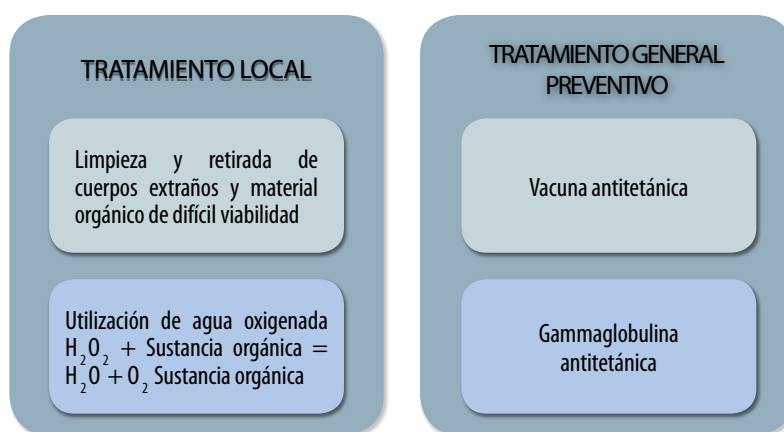 TRATAMIENTO LOCAL
Limpieza y retirada de
cuerpos extraños y material
orgánico de difícil viabilidad
Utilización de agua oxigenada
H₂O₂ + Sustancia orgánica =
H₂O + O₂ Sustancia orgánica
TRATAMIENTO GENERAL
PREVENTIVO
Vacuna antitetánica
Gammaglobulina
antitetánica